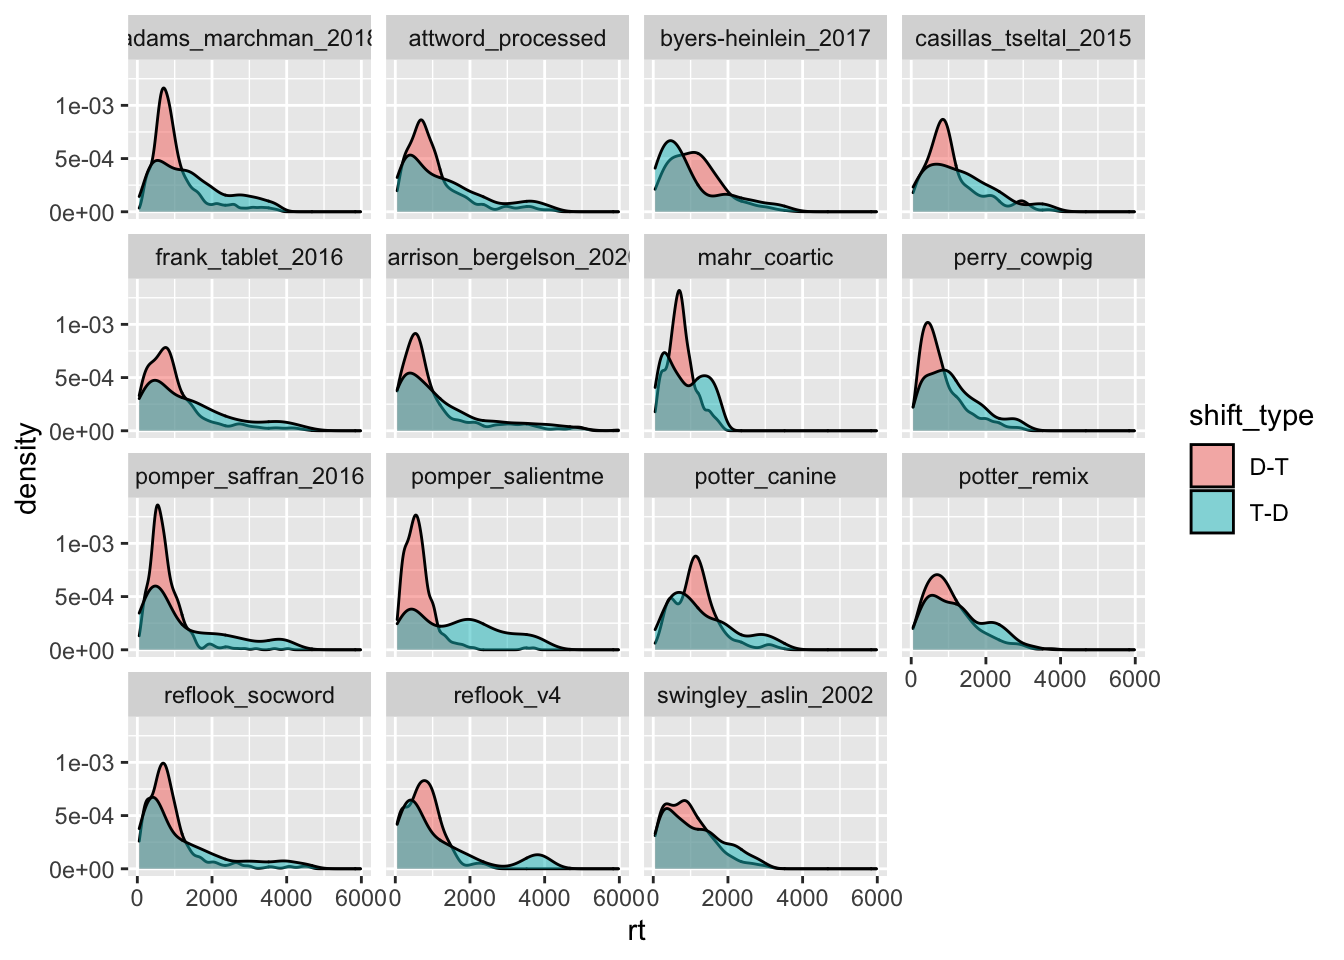 adams_marchman_2018 attword_processed byers-heinlein_2017 casillas_tseltal_2015
1e-03
5e-04
0e+00
frank_tablet_2016 arrison_bergelson_2020 mahr_coartic perry_cowpig
1e-03
5e-04
0e+00
pomper_saffran_2016 pomper_salientme potter_canine potter_remix
1e-03
5e-04
0e+00
0 2000 4000 6000
reflook_socword reflook_v4 swingley_aslin_2002
1e-03
5e-04
0e+00
0 2000 4000 6000 0 2000 4000 6000 0 2000 4000 6000
rt
density
shift_type
D-T
T-D